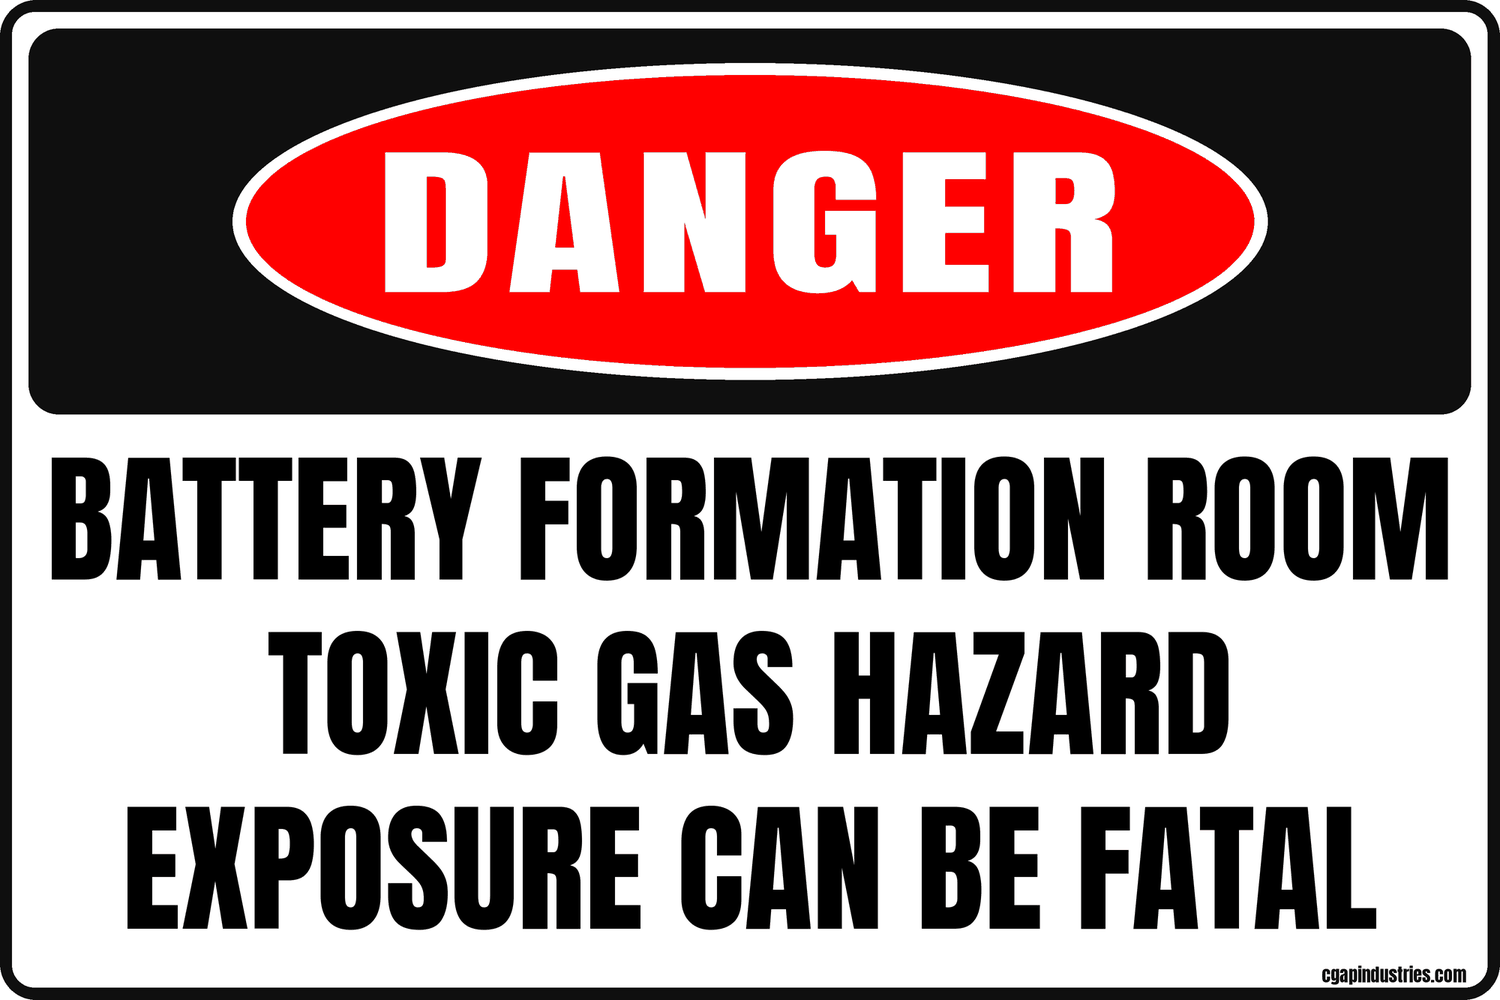 DANGER
BATTERY FORMATION ROOM
TOXIC GAS HAZARD
EXPOSURE CAN BE FATAL
cgapindustries.com